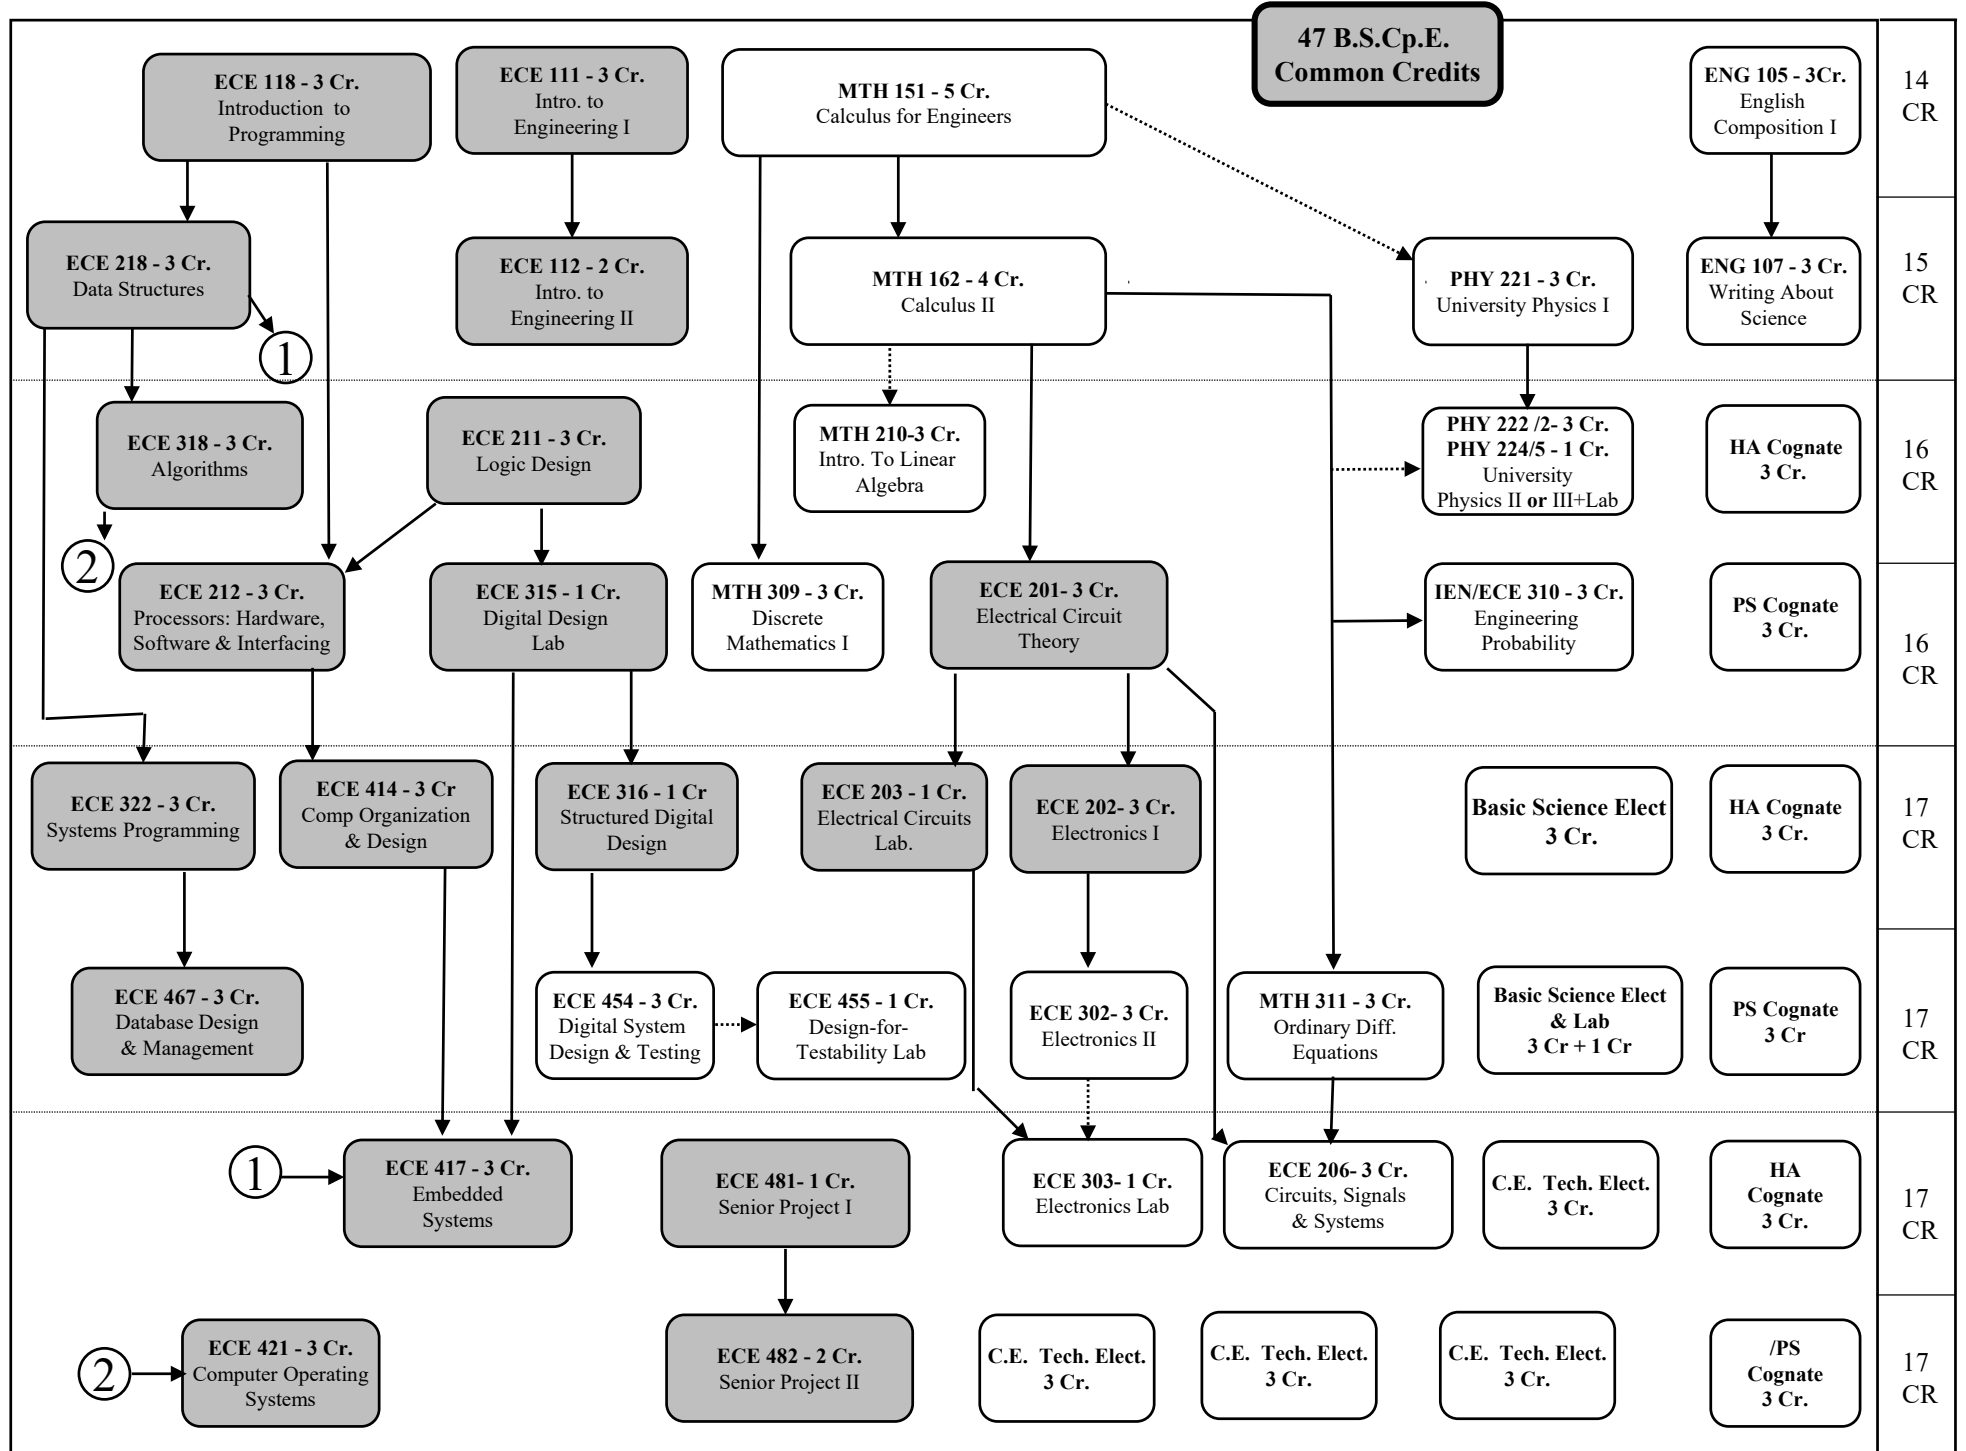 47 B.S.Cp.E.
Common Credits
ECE 118 - 3 Cr.
Introduction to
Programming
ECE 111 - 3 Cr.
Intro. to
Engineering I
MTH 151 - 5 Cr.
Calculus for Engineers
ENG 105 - 3Cr.
English
Composition I
14
CR
ECE 218 - 3 Cr.
Data Structures
1
ECE 112 - 2 Cr.
Intro. to
Engineering II
MTH 162 - 4 Cr.
Calculus II
PHY 221 - 3 Cr.
University Physics I
ENG 107 - 3 Cr.
Writing About
Science
15
CR
ECE 318 - 3 Cr.
Algorithms
2
ECE 211 - 3 Cr.
Logic Design
MTH 210-3 Cr.
Intro. To Linear
Algebra
PHY 222 /2- 3 Cr.
PHY 224/5 - 1 Cr.
University
Physics II or III+Lab
HA Cognate
3 Cr.
16
CR
ECE 212 - 3 Cr.
Processors: Hardware,
Software & Interfacing
ECE 315 - 1 Cr.
Digital Design
Lab
MTH 309 - 3 Cr.
Discrete
Mathematics I
ECE 201- 3 Cr.
Electrical Circuit
Theory
IEN/ECE 310 - 3 Cr.
Engineering
Probability
PS Cognate
3 Cr.
16
CR
ECE 322 - 3 Cr.
Systems Programming
ECE 414 - 3 Cr
Comp Organization
& Design
ECE 316 - 1 Cr
Structured Digital
Design
ECE 203 - 1 Cr.
Electrical Circuits
Lab.
ECE 202- 3 Cr.
Electronics I
Basic Science Elect
3 Cr.
HA Cognate
3 Cr.
17
CR
ECE 467 - 3 Cr.
Database Design
& Management
ECE 454 - 3 Cr.
Digital System
Design & Testing
ECE 455 - 1 Cr.
Design-for-
Testability Lab
ECE 302- 3 Cr.
Electronics II
MTH 311 - 3 Cr.
Ordinary Diff.
Equations
Basic Science Elect
& Lab
3 Cr + 1 Cr
PS Cognate
3 Cr
17
CR
1
ECE 417 - 3 Cr.
Embedded
Systems
ECE 481- 1 Cr.
Senior Project I
ECE 303- 1 Cr.
Electronics Lab
ECE 206- 3 Cr.
Circuits, Signals
& Systems
C.E. Tech. Elect.
3 Cr.
HA
Cognate
3 Cr.
17
CR
2
ECE 421 - 3 Cr.
Computer Operating
Systems
ECE 482 - 2 Cr.
Senior Project II
C.E. Tech. Elect.
3 Cr.
C.E. Tech. Elect.
3 Cr.
C.E. Tech. Elect.
3 Cr.
/PS
Cognate
3 Cr.
17
CR